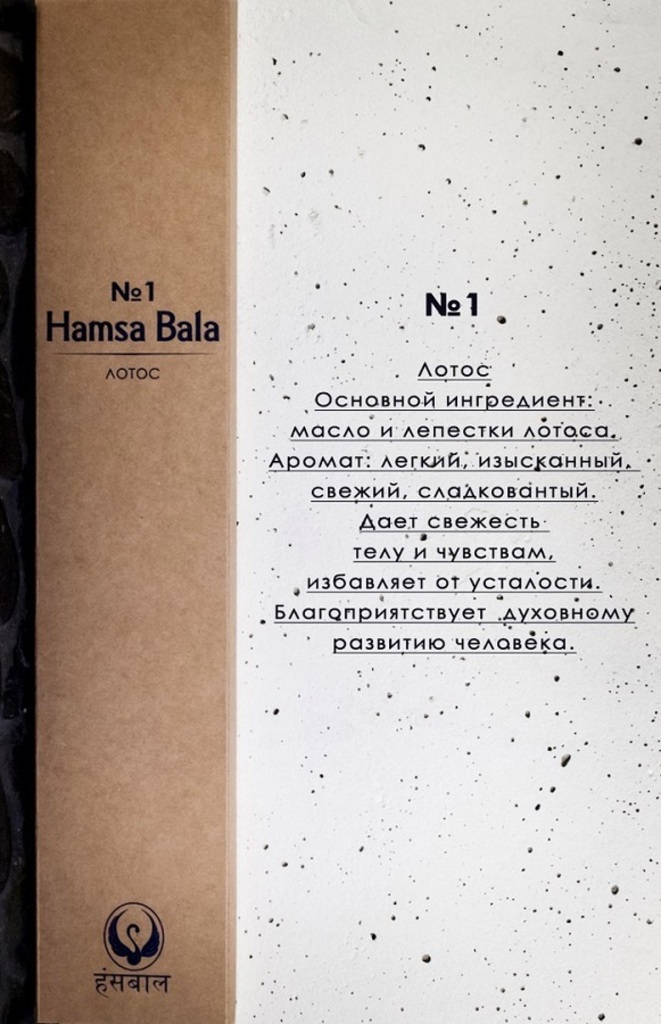 №1
Hamsa Bala
ЛОТОС
हंसबाल
№1
Лотос
Основной ингредиент:
масло и лепестки лотоса.
Аромат: легкий, изысканный,
свежий, сладковантый.
Дает свежесть
телу и чувствам,
избавляет от усталости.
Благоприятствует духовному
развитию человека.